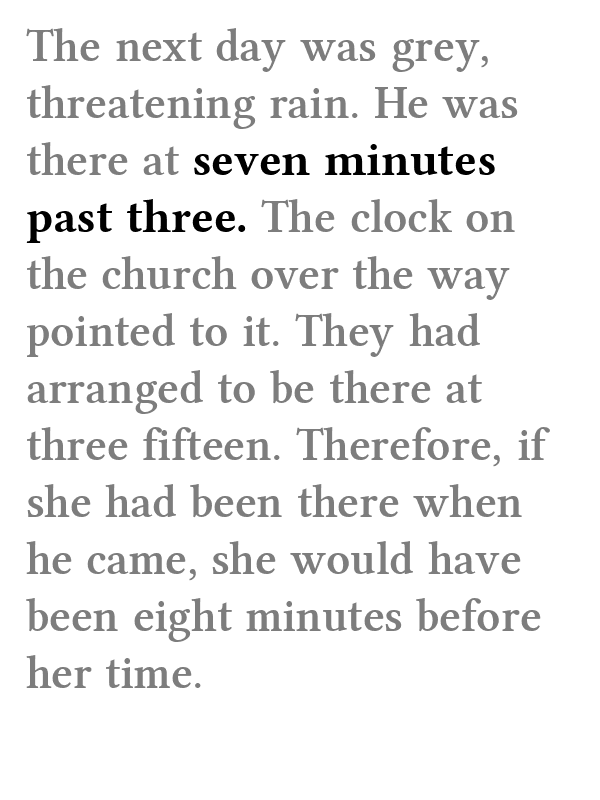 The next day was grey,
threatening rain. He was
there at seven minutes
past three. The clock on
the church over the way
pointed to it. They had
arranged to be there at
three fifteen. Therefore, if
she had been there when
he came, she would have
been eight minutes before
her time.